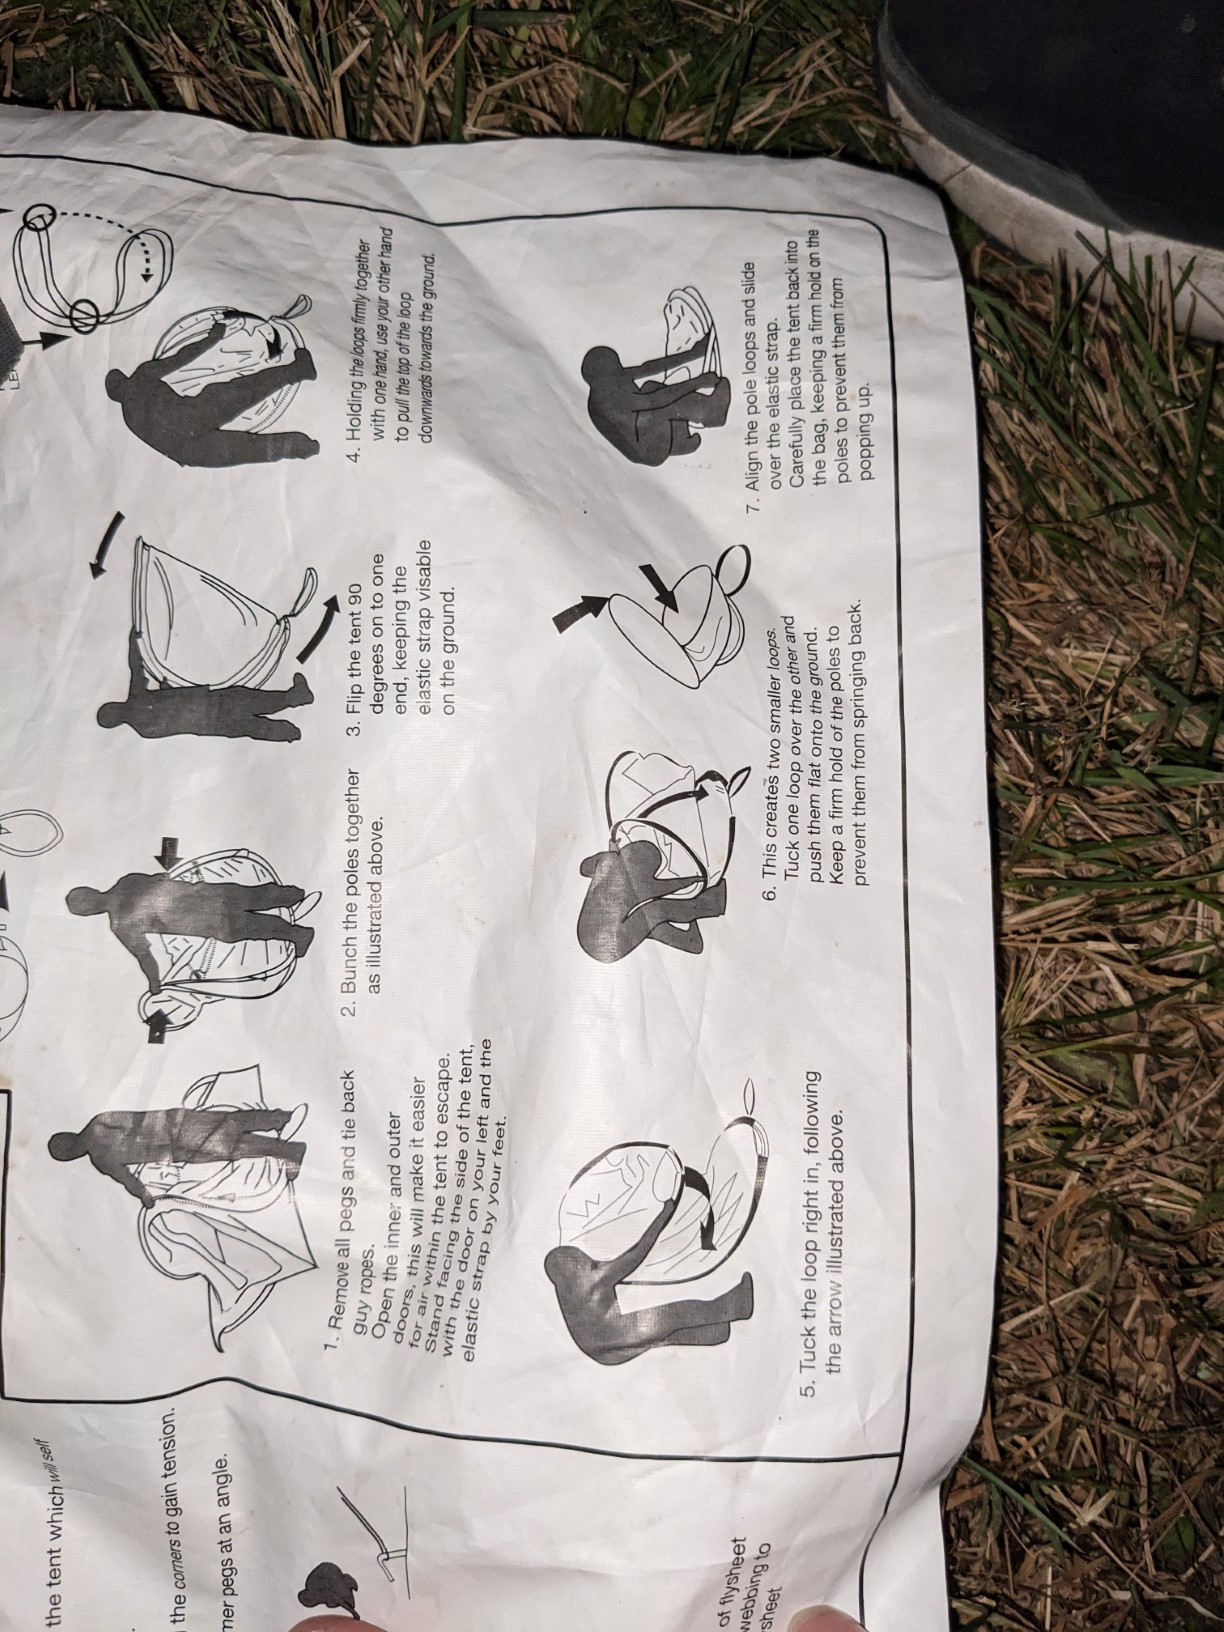 the tent which will self
the corners to gain tension.
mer pegs at an angle.
of flysheet
webbing to
sheet
1. Remove all pegs and tie back
guy ropes.
Open the inner and outer
doors, this will make it easier
for air within the tent to escape.
Stand facing the side of the tent,
with the door on your left and the
elastic strap by your feet.
2. Bunch the poles together
as illustrated above.
3. Flip the tent 90
degrees on to one
end, keeping the
elastic strap visable
on the ground.
4. Holding the loops firmly together
with one hand, use your other hand
to pull the top of the loop
downwards towards the ground.
5. Tuck the loop right in, following
the arrow illustrated above.
6. This creates two smaller loops.
Tuck one loop over the other and
push them flat onto the ground.
Keep a firm hold of the poles to
prevent them from springing back.
7. Align the pole loops and slide
over the elastic strap.
Carefully place the tent back into
the bag, keeping a firm hold on the
poles to prevent them from
popping up.